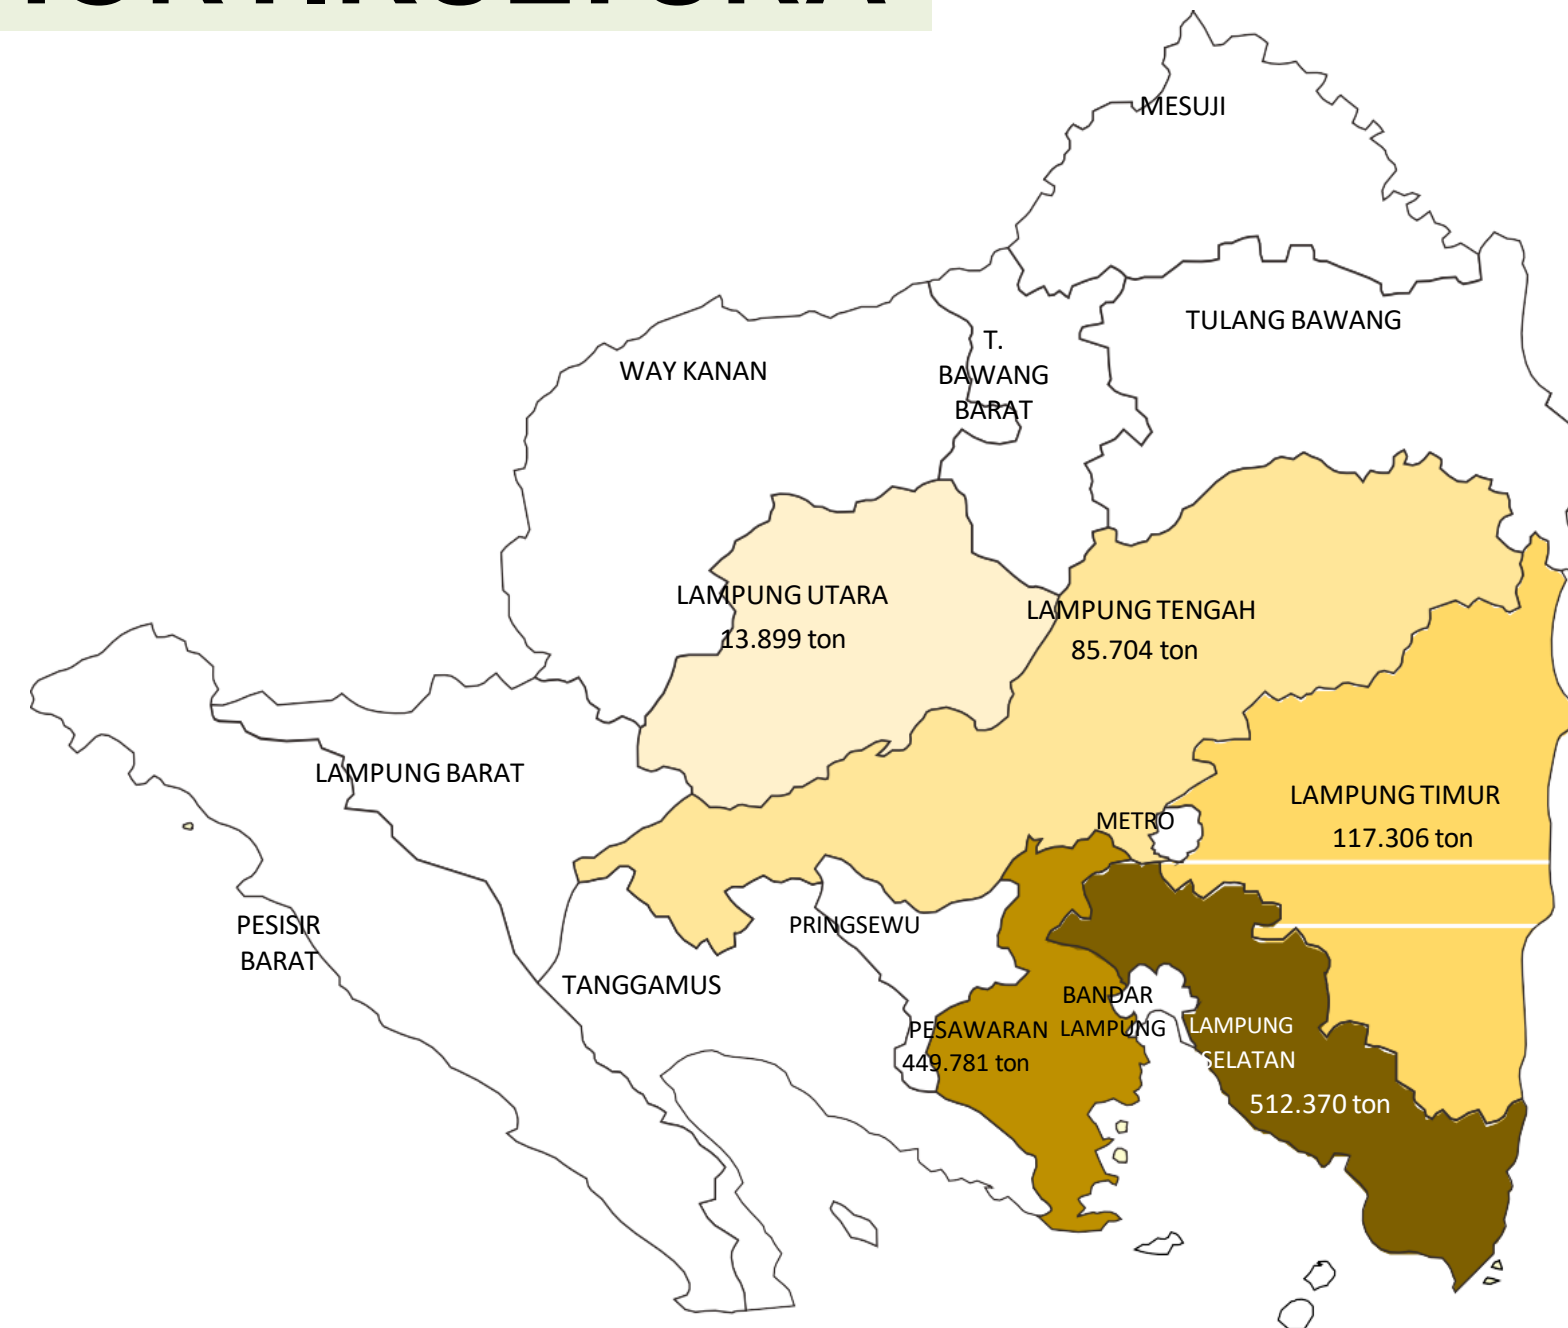 MESUJI
TULANG BAWANG
T.
BAWANG
BARAT
WAY KANAN
LAMPUNG UTARA
13.899 ton
LAMPUNG TENGAH
85.704 ton
LAMPUNG BARAT
LAMPUNG TIMUR
117.306 ton
METRO
PESISIR
BARAT
PRINGSEWU
TANGGAMUS
BANDAR
LAMPUNG
PESAWARAN
449.781 ton
LAMPUNG
SELATAN
512.370 ton